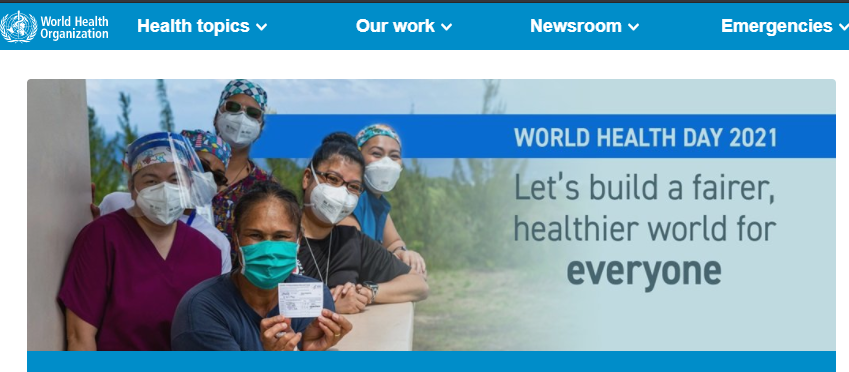 World Health
Organization
Health topics
Our work
Newsroom
Emergencies
WORLD HEALTH DAY 2021
Let's build a fairer,
healthier world for
everyone